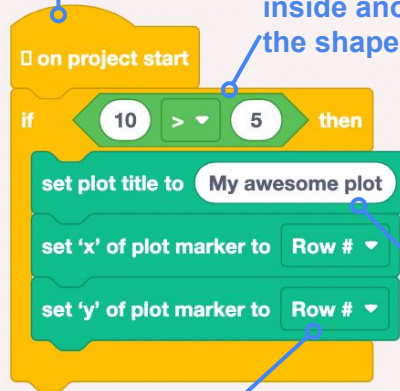 inside ano
the shape
on project start
if 10 > 5 then
set plot title to My awesome plot
set ‘x’ of plot marker to Row #
set ‘y’ of plot marker to Row #